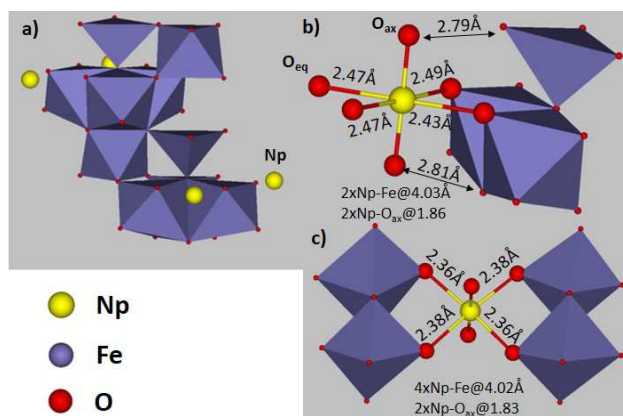 a)
Np
b)
Oax
2.79Å
Oeq
2.47Å
2.49Å
2.47Å
2.43Å
2.81Å
2xNp-Fe@4.03Å
2xNp-Oax@1.86
c)
2.36Å
2.38Å
2.38Å
2.36Å
4xNp-Fe@4.02Å
2xNp-Oax@1.83
Np
Fe
O